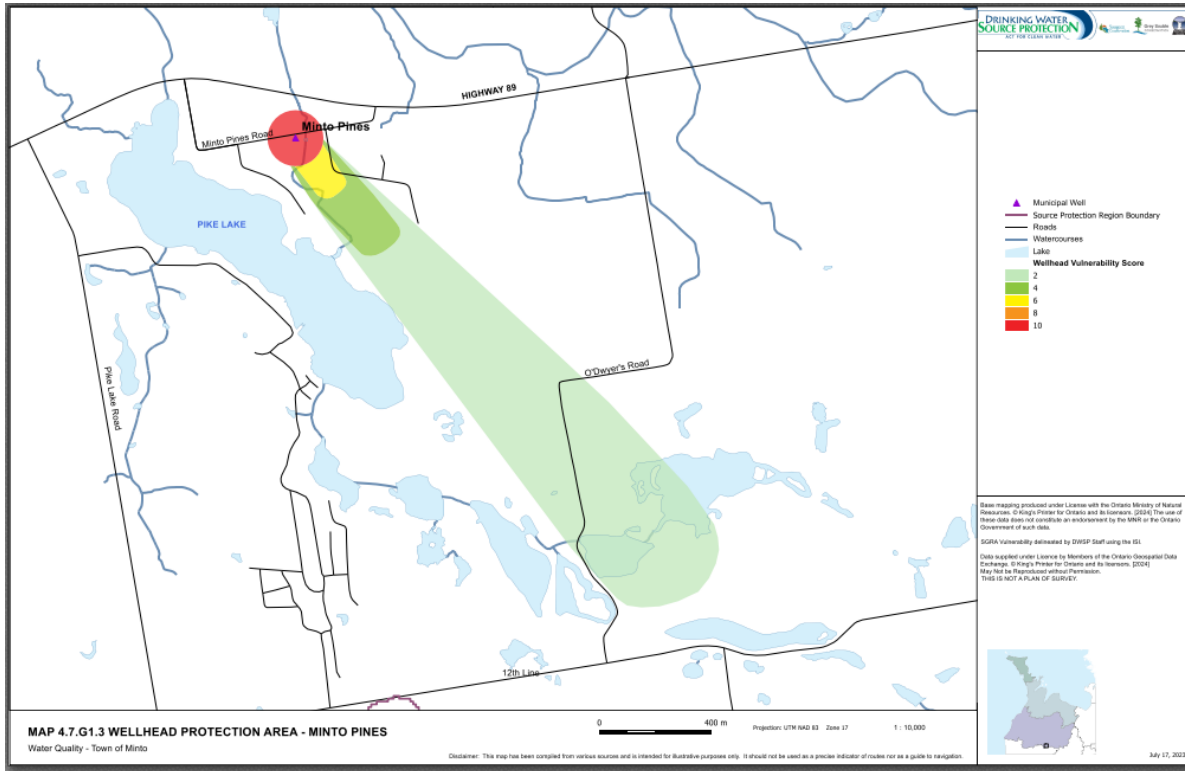 DRINKING WATER
SOURCE PROTECTION
ACT FOR CLEAN WATER
HIGHWAY 89
Minto Pines
Minto Pines Road
PIKE LAKE
Pike Lake Road
O'Dwyer's Road
12th Line
Municipal Well
Source Protection Region Boundary
Roads
Watercourses
Lake
Wellhead Vulnerability Score
2
4
6
8
10
Base mapping produced under License with the Ontario Ministry of Natural
Resources. © King's Printer for Ontario and its licensors. [2024] The use of
these data does not constitute an endorsement by the MNR or the Ontario
Government of such data.
SGRA Vulnerability delineated by DWSP Staff using the ISI.
Data supplied under Licence by Members of the Ontario Geospatial Data
Exchange. © King's Printer for Ontario and its licensors. [2024]
May Not be Reproduced without Permission.
THIS IS NOT A PLAN OF SURVEY.
MAP 4.7.G1.3 WELLHEAD PROTECTION AREA - MINTO PINES
Water Quality - Town of Minto
0 400 m
Projection: UTM NAD 83 Zone 17
1 : 10,000
Disclaimer: This map has been compiled from various sources and is intended for illustrative purposes only. It should not be used as a precise indicator of routes nor as a guide to navigation.
July 17, 2023